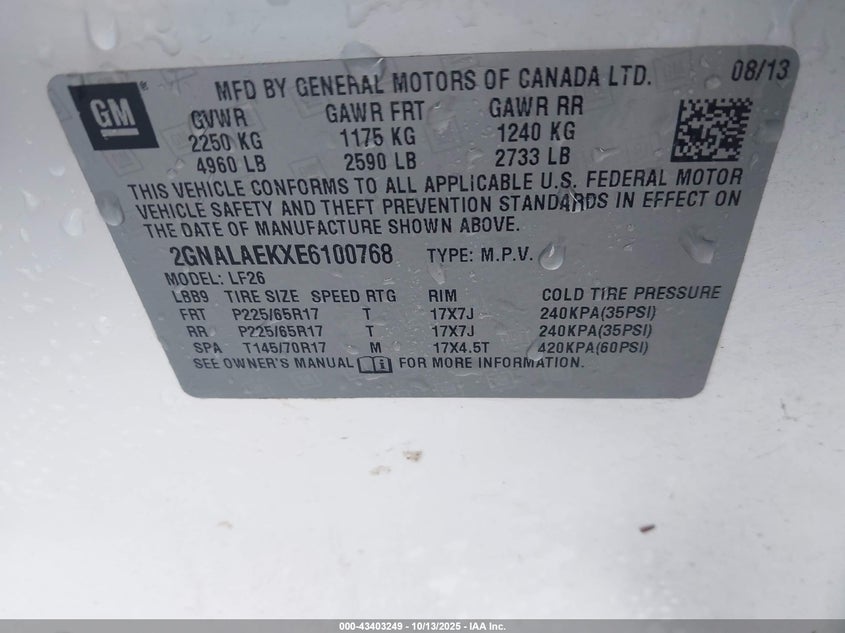 GM
MFD BY GENERAL MOTORS OF CANADA LTD. 08/13
GVWR GAWR FRT GAWR RR
2250 KG 1175 KG 1240 KG
4960 LB 2590 LB 2733 LB
THIS VEHICLE CONFORMS TO ALL APPLICABLE U.S. FEDERAL MOTOR
VEHICLE SAFETY AND THEFT PREVENTION STANDARDS IN EFFECT ON
THE DATE OF MANUFACTURE SHOWN ABOVE.
2GNALAEKXE6100768 TYPE: M.P.V.
MODEL: LF26
L8B9 TIRE SIZE SPEED RTG RIM COLD TIRE PRESSURE
FRT P225/65R17 T 17X7J 240KPA(35PSI)
RR P225/65R17 T 17X7J 240KPA(35PSI)
SPA T145/70R17 M 17X4.5T 420KPA(60PSI)
SEE OWNER'S MANUAL FOR MORE INFORMATION.
000-43403249 - 10/13/2025 - IAA Inc.